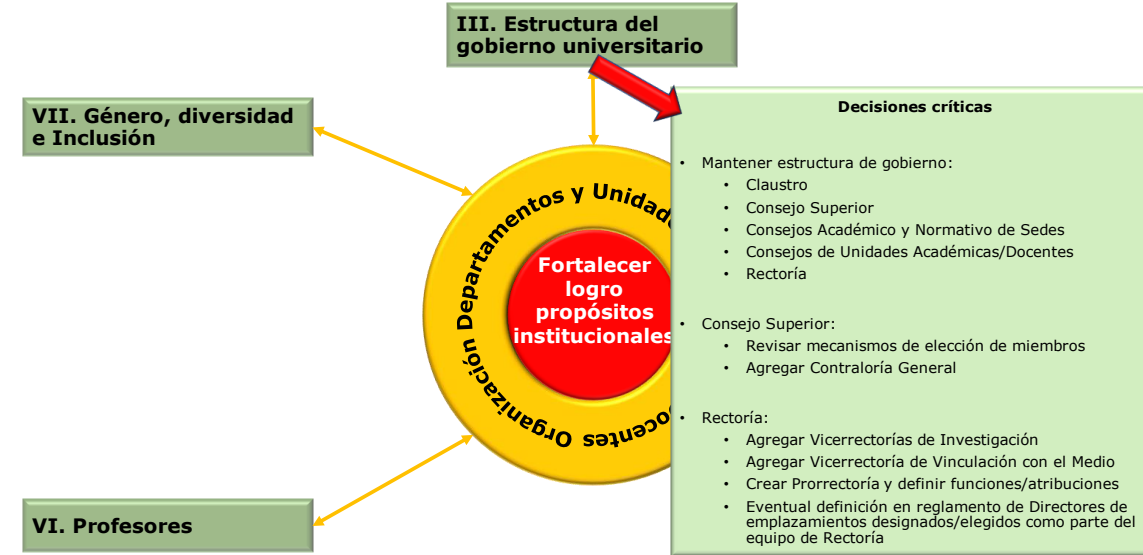 III. Estructura del
gobierno universitario
VII. Género, diversidad
e Inclusión
Decisiones críticas
• Mantener estructura de gobierno:
• Claustro
• Consejo Superior
• Consejos Académico y Normativo de Sedes
• Consejos de Unidades Académicas/Docentes
• Rectoría
• Consejo Superior:
• Revisar mecanismos de elección de miembros
• Agregar Contraloría General
• Rectoría:
• Agregar Vicerrectorías de Investigación
• Agregar Vicerrectoría de Vinculación con el Medio
• Crear Prorrectoría y definir funciones/atribuciones
• Eventual definición en reglamento de Directores de
emplazamientos designados/elegidos como parte del
equipo de Rectoría
Organización Departamentos y Unidade
ocentes
Fortalecer
logro
propósitos
institucionales
VI. Profesores